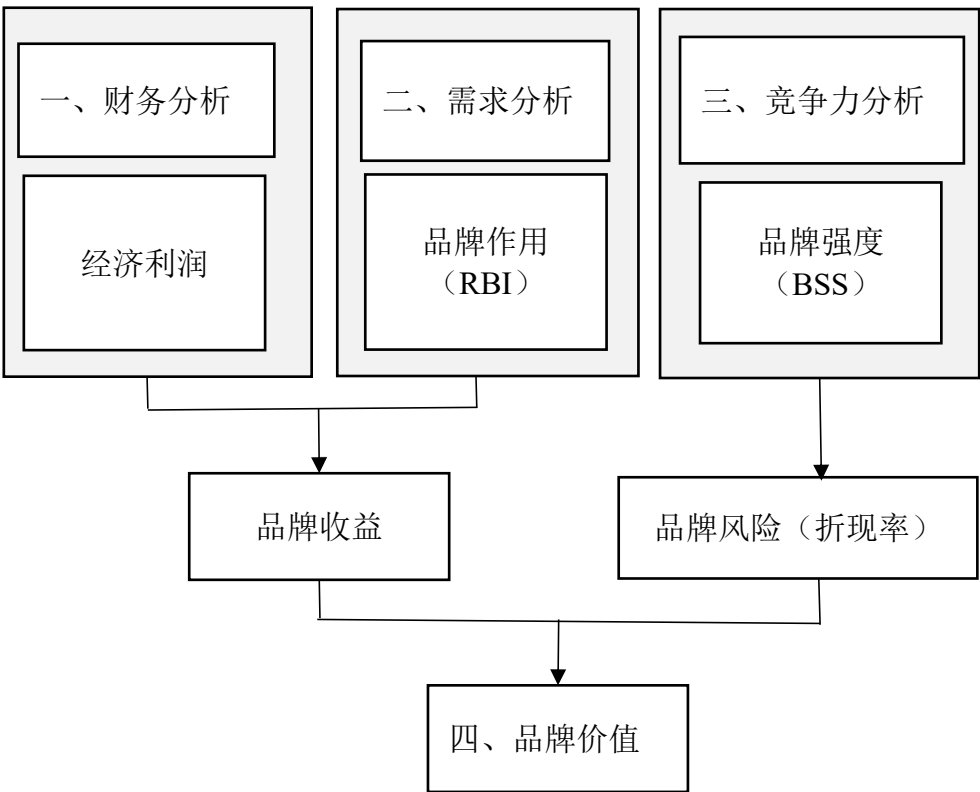 一、财务分析
二、需求分析
三、竞争力分析
经济利润
品牌作用
（RBI）
品牌强度
（BSS）
品牌收益
品牌风险（折现率）
四、品牌价值